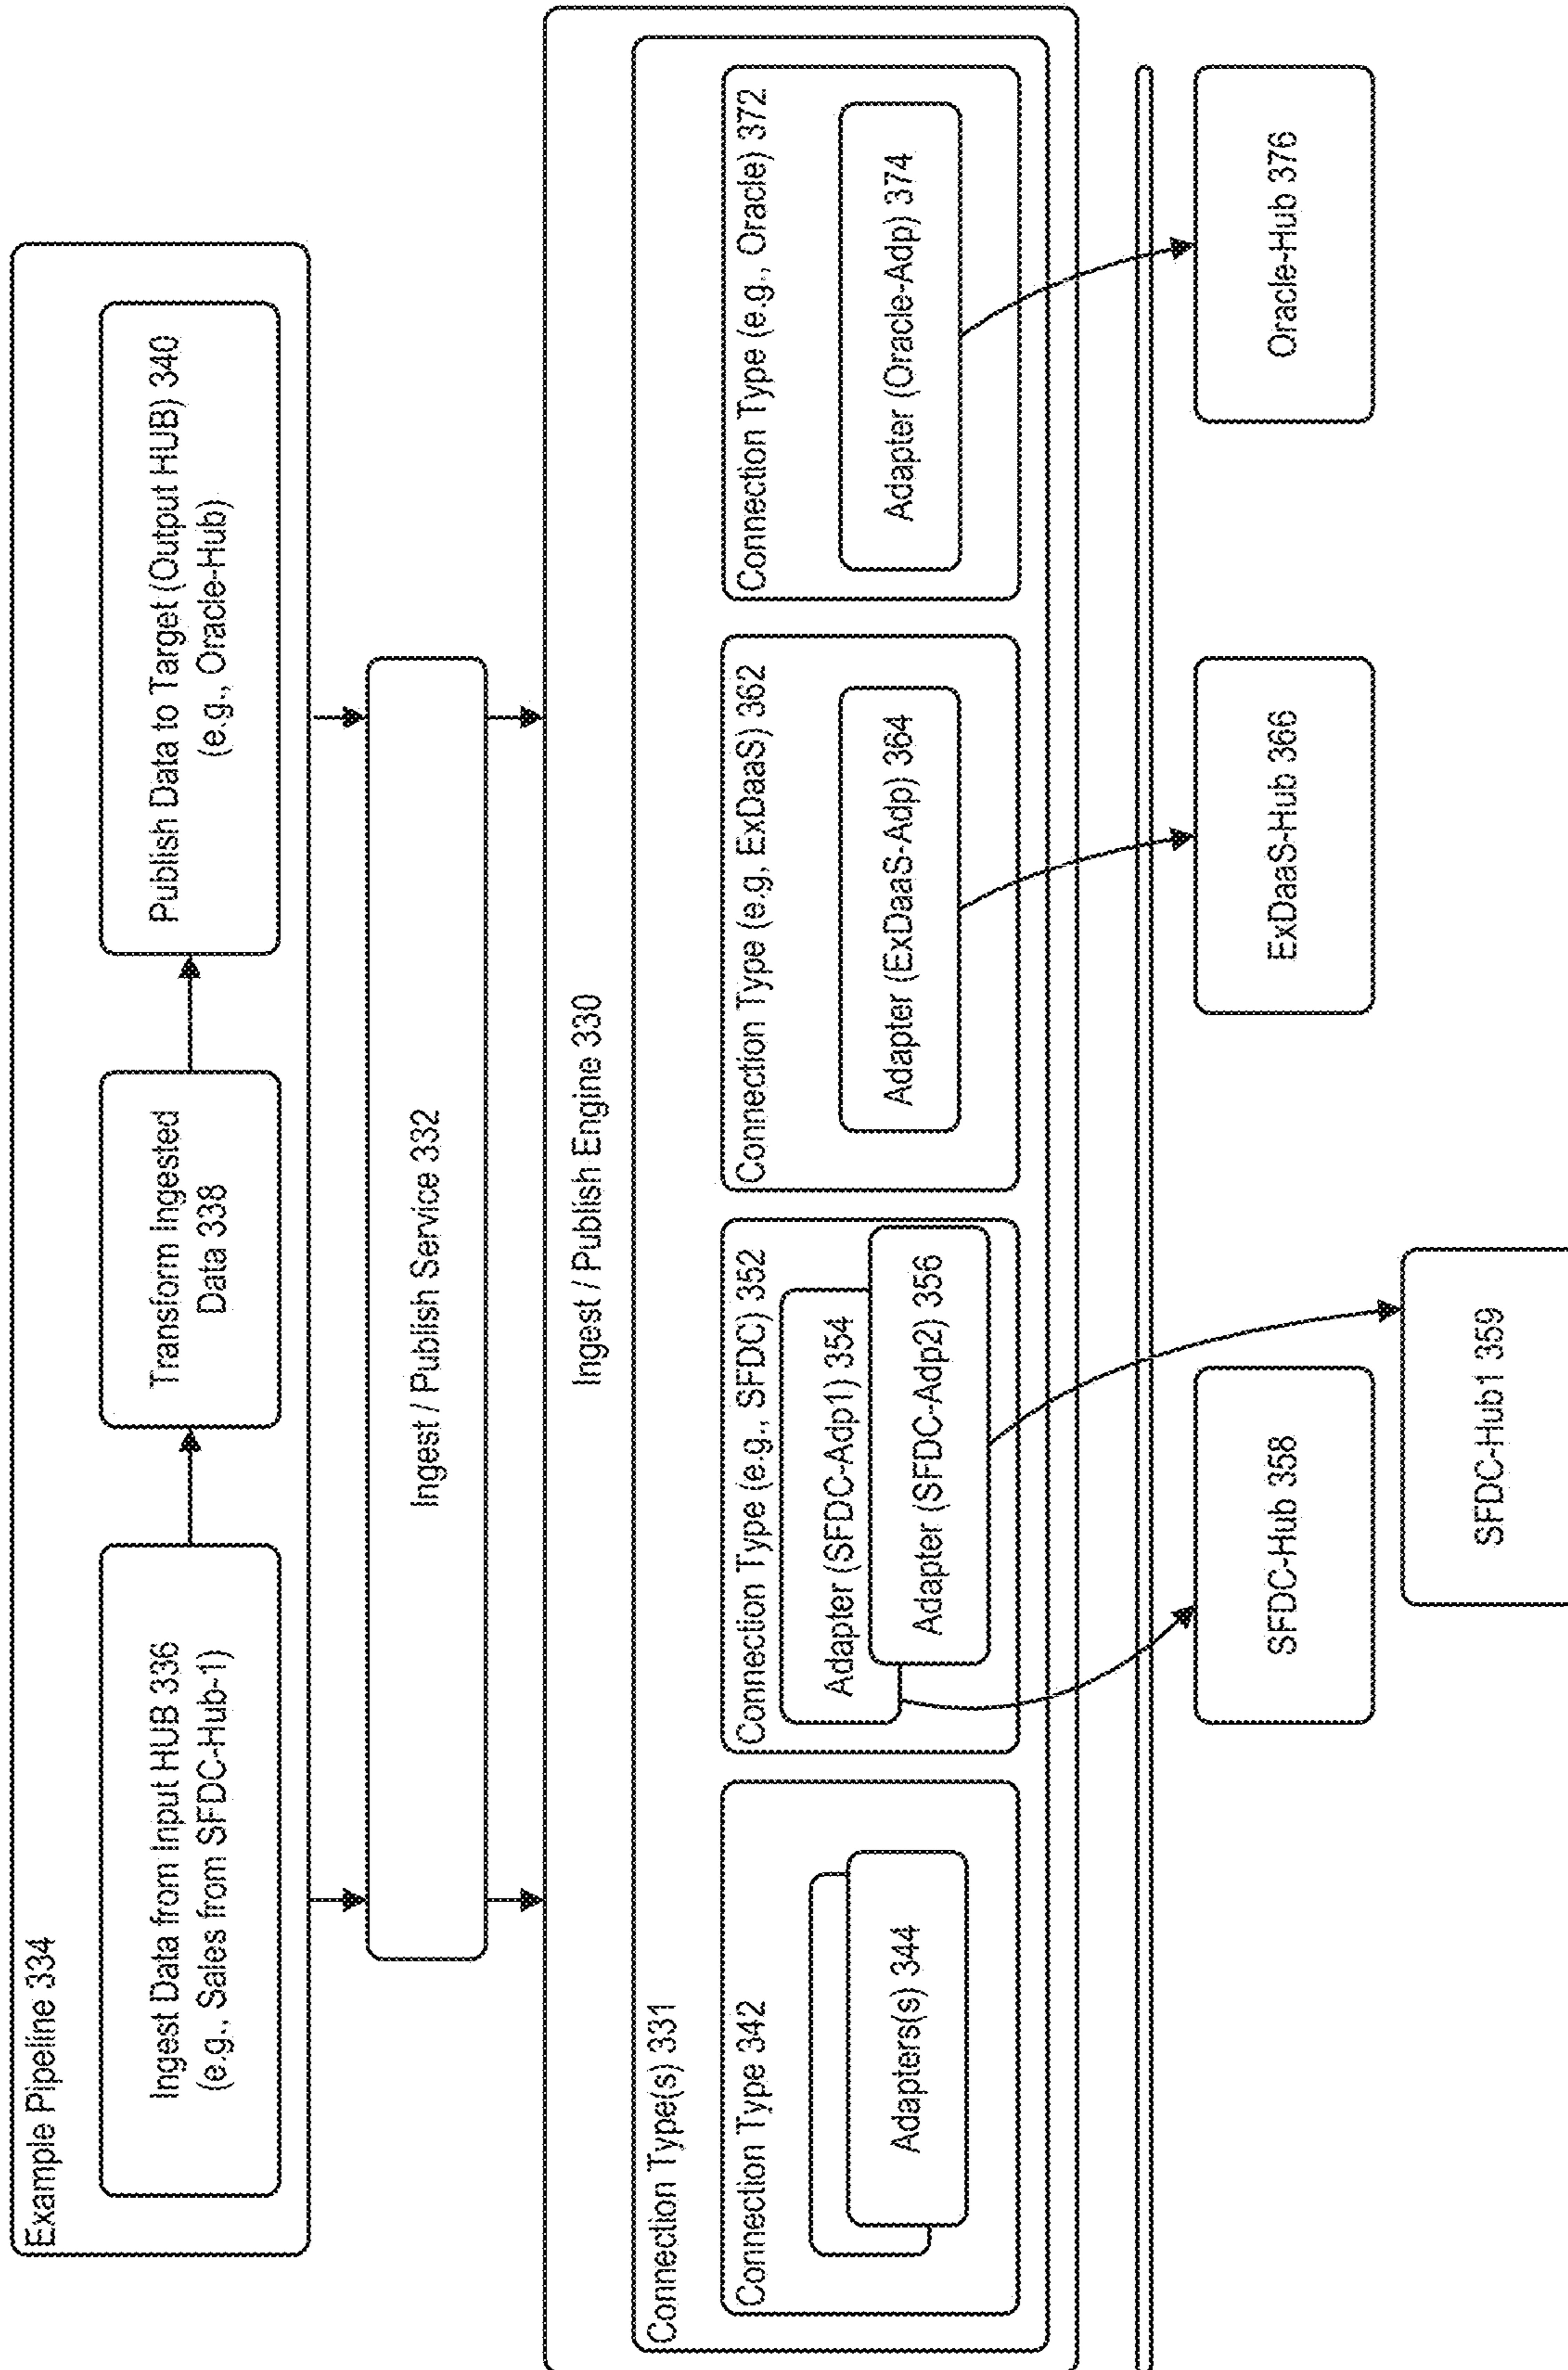 Example Pipeline 334
Ingest Data from Input HUB 336
(e.g., Sales from SFDC-Hub-1)
Transform Ingested
Data 338
Publish Data to Target (Output HUB) 340
(e.g., Oracle-Hub)
Ingest / Publish Service 332
Ingest / Publish Engine 330
Connection Type(s) 331
Connection Type 342
Adapters(s) 344
Connection Type (e.g., SFDC) 352
Adapter (SFDC-Adp1) 354
Adapter (SFDC-Adp2) 356
Connection Type (e.g, ExDaaS) 362
Adapter (ExDaaS-Adp) 364
Connection Type (e.g., Oracle) 372
Adapter (Oracle-Adp) 374
SFDC-Hub 358
SFDC-Hub1 359
ExDaaS-Hub 366
Oracle-Hub 376